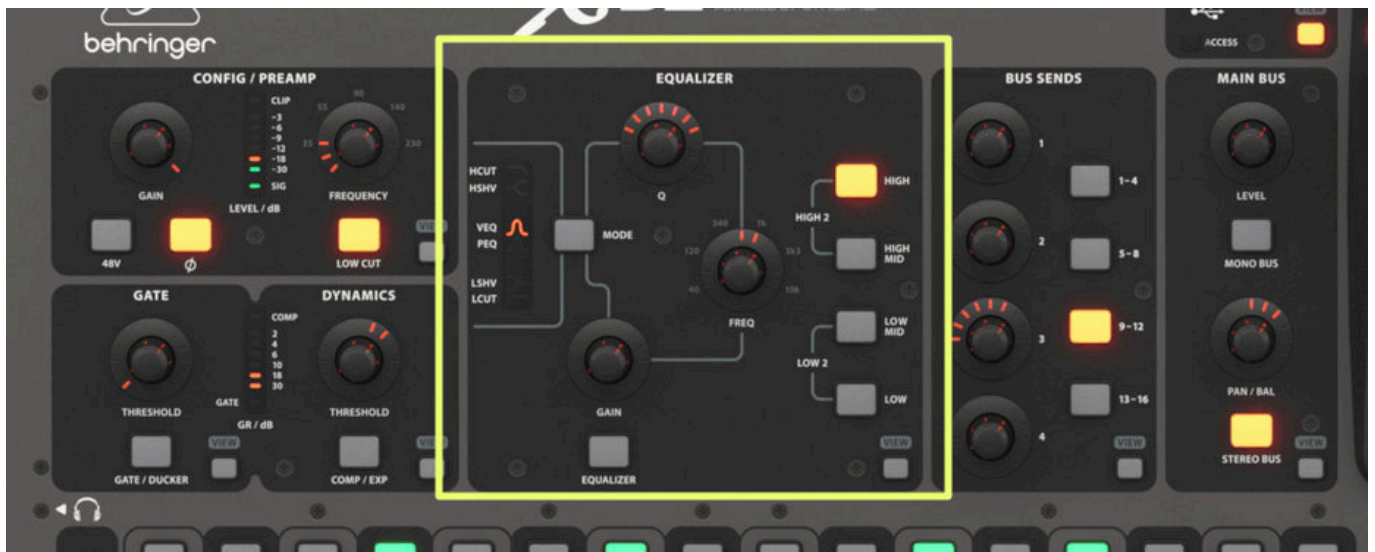 behringer
ACCESS
VIEW
CONFIG / PREAMP
CLIP
-3
-6
-9
-12
-18
-30
SIG
LEVEL / dB
GAIN
35
55
90
140
230
FREQUENCY
48V
Ø
LOW CUT
VIEW
GATE
THRESHOLD
GATE / DUCKER
VIEW
COMP
2
4
6
10
18
30
GATE
GR / dB
DYNAMICS
THRESHOLD
COMP / EXP
VIEW
EQUALIZER
HCUT
HSHV
VEQ
PEQ
LSHV
LCUT
MODE
Q
40
120
340
1k
3k3
10k
FREQ
GAIN
EQUALIZER
HIGH
HIGH 2
HIGH
MID
LOW
MID
LOW 2
LOW
VIEW
BUS SENDS
1
2
3
4
1-4
5-8
9-12
13-16
VIEW
MAIN BUS
LEVEL
MONO BUS
PAN / BAL
STEREO BUS
VIEW